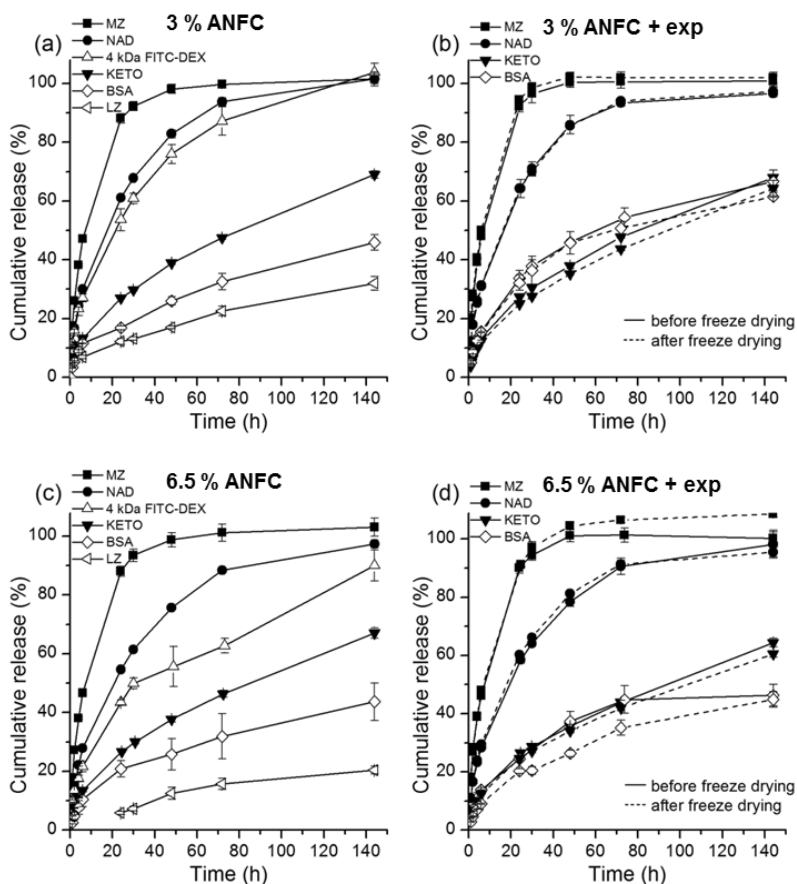 3 % ANFC
(a)
MZ
NAD
4 kDa FITC-DEX
KETO
BSA
LZ
Cumulative release (%)
100
80
60
40
20
0
0 20 40 60 80 100 120 140
Time (h)
3 % ANFC + exp
(b)
MZ
NAD
KETO
BSA
Cumulative release (%)
100
80
60
40
20
0
before freeze drying
after freeze drying
0 20 40 60 80 100 120 140
Time (h)
6.5 % ANFC
(c)
MZ
NAD
4 kDa FITC-DEX
KETO
BSA
LZ
Cumulative release (%)
100
80
60
40
20
0
0 20 40 60 80 100 120 140
Time (h)
6.5 % ANFC + exp
(d)
MZ
NAD
KETO
BSA
Cumulative release (%)
100
80
60
40
20
0
before freeze drying
after freeze drying
0 20 40 60 80 100 120 140
Time (h)